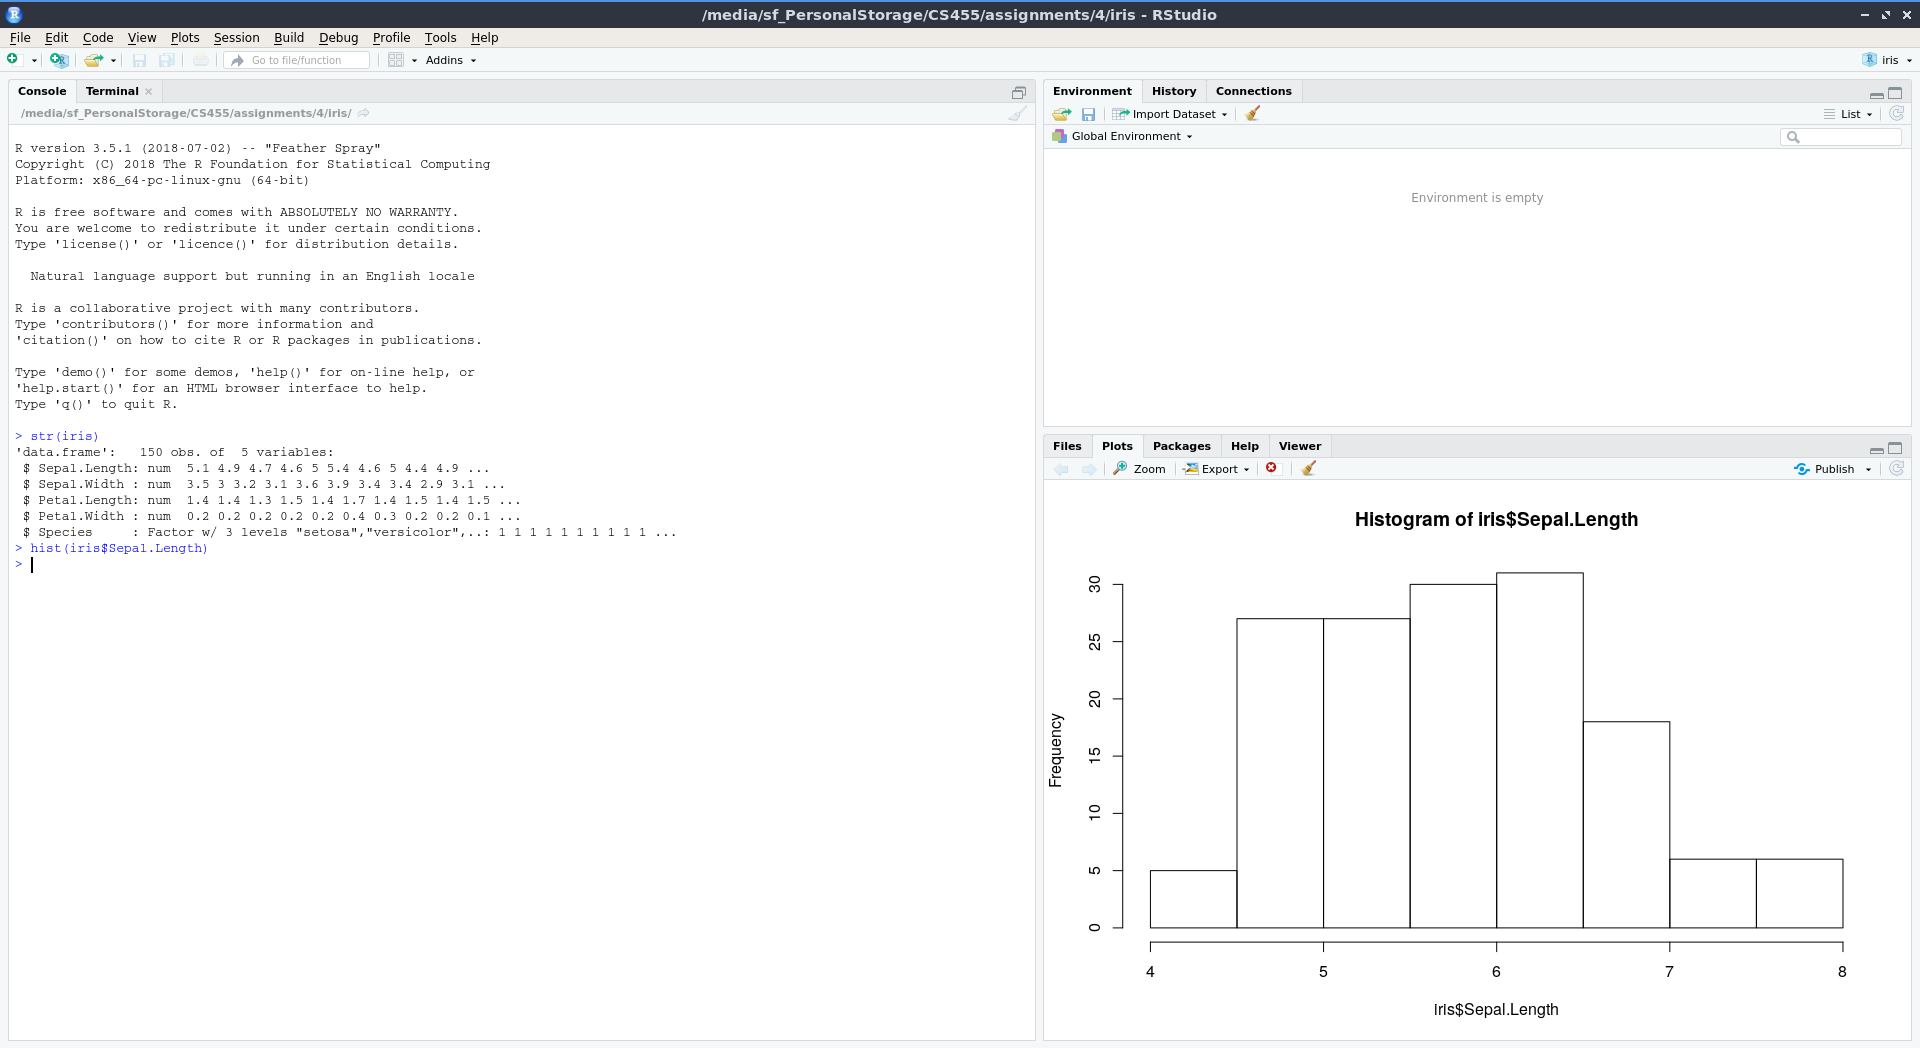 /media/sf_PersonalStorage/CS455/assignments/4/iris - RStudio
File Edit Code View Plots Session Build Debug Profile Tools Help
Go to file/function Addins iris
Console Terminal
/media/sf_PersonalStorage/CS455/assignments/4/iris/
R version 3.5.1 (2018-07-02) -- "Feather Spray"
Copyright (C) 2018 The R Foundation for Statistical Computing
Platform: x86_64-pc-linux-gnu (64-bit)
R is free software and comes with ABSOLUTELY NO WARRANTY.
You are welcome to redistribute it under certain conditions.
Type 'license()' or 'licence()' for distribution details.
Natural language support but running in an English locale
R is a collaborative project with many contributors.
Type 'contributors()' for more information and
'citation()' on how to cite R or R packages in publications.
Type 'demo()' for some demos, 'help()' for on-line help, or
'help.start()' for an HTML browser interface to help.
Type 'q()' to quit R.
> str(iris)
'data.frame':   150 obs. of  5 variables:
 $ Sepal.Length: num  5.1 4.9 4.7 4.6 5 5.4 4.6 5 4.4 4.9 ...
 $ Sepal.Width : num  3.5 3 3.2 3.1 3.6 3.9 3.4 3.4 2.9 3.1 ...
 $ Petal.Length: num  1.4 1.4 1.3 1.5 1.4 1.7 1.4 1.5 1.4 1.5 ...
 $ Petal.Width : num  0.2 0.2 0.2 0.2 0.2 0.4 0.3 0.2 0.2 0.1 ...
 $ Species     : Factor w/ 3 levels "setosa","versicolor",..: 1 1 1 1 1 1 1 1 1 1 ...
> hist(iris$Sepal.Length)
>
Environment History Connections
Import Dataset List
Global Environment
Environment is empty
Files Plots Packages Help Viewer
Zoom Export Publish
Histogram of iris$Sepal.Length
Frequency
30
25
20
15
10
5
0
4 5 6 7 8
iris$Sepal.Length